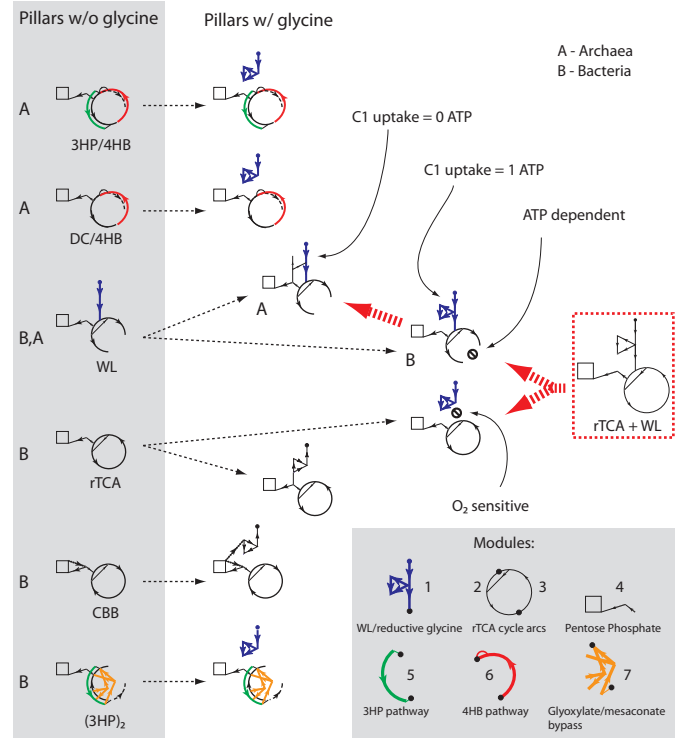 Pillars w/o glycine
Pillars w/ glycine
A - Archaea
B - Bacteria
A
3HP/4HB
C1 uptake = 0 ATP
C1 uptake = 1 ATP
A
DC/4HB
ATP dependent
B,A
WL
A
B
rTCA + WL
B
rTCA
O₂ sensitive
B
CBB
B
(3HP)₂
Modules:
1
2
3
4
WL/reductive glycine
rTCA cycle arcs
Pentose Phosphate
5
6
7
3HP pathway
4HB pathway
Glyoxylate/mesaconate
bypass